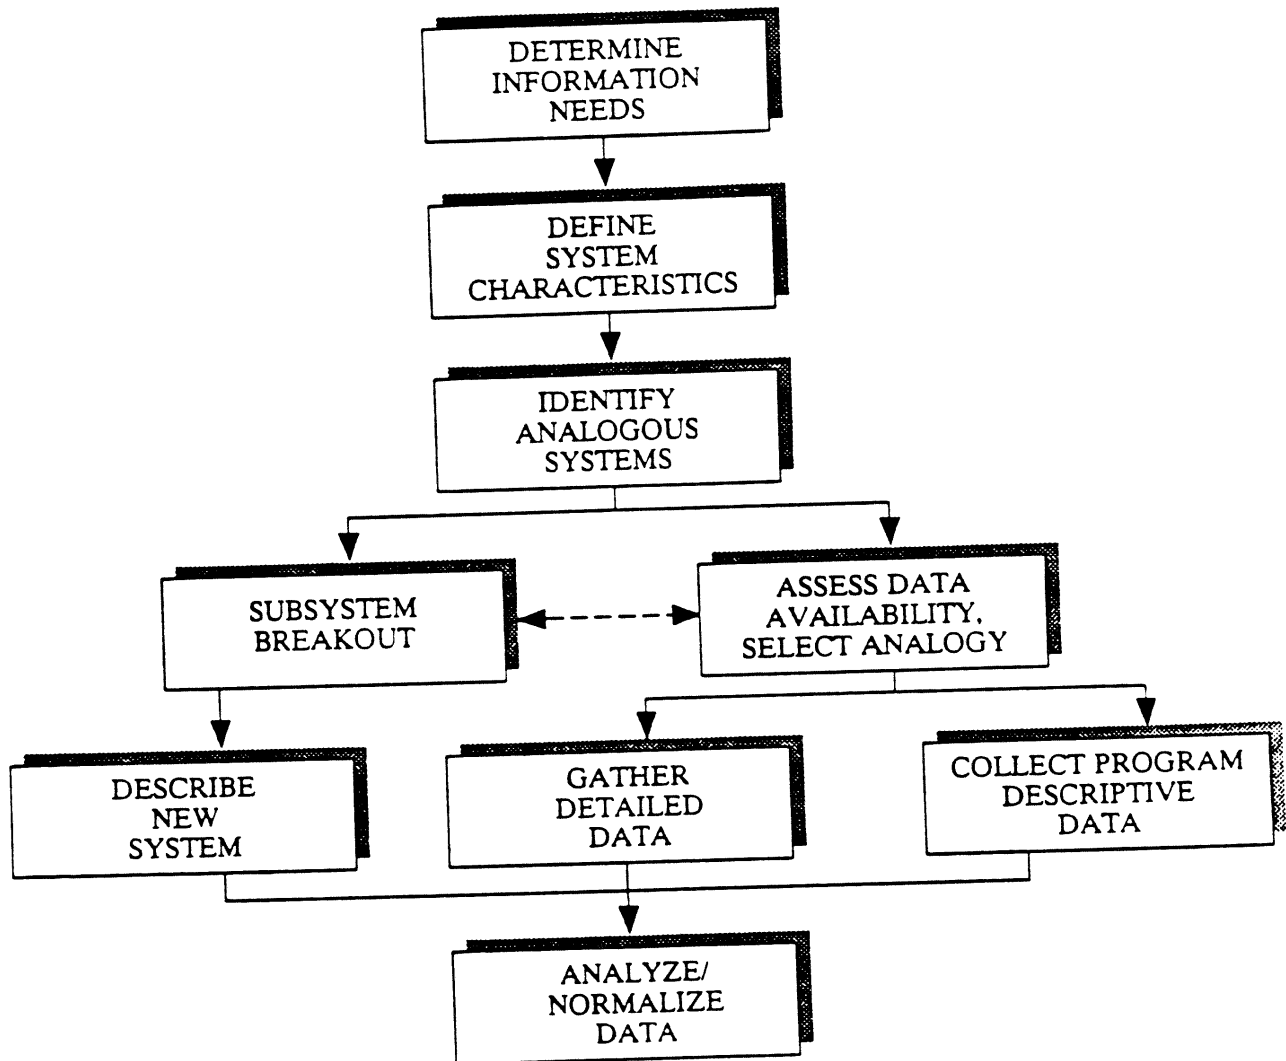 DETERMINE
INFORMATION
NEEDS
DEFINE
SYSTEM
CHARACTERISTICS
IDENTIFY
ANALOGOUS
SYSTEMS
SUBSYSTEM
BREAKOUT
ASSESS DATA
AVAILABILITY,
SELECT ANALOGY
DESCRIBE
NEW
SYSTEM
GATHER
DETAILED
DATA
COLLECT PROGRAM
DESCRIPTIVE
DATA
ANALYZE/
NORMALIZE
DATA